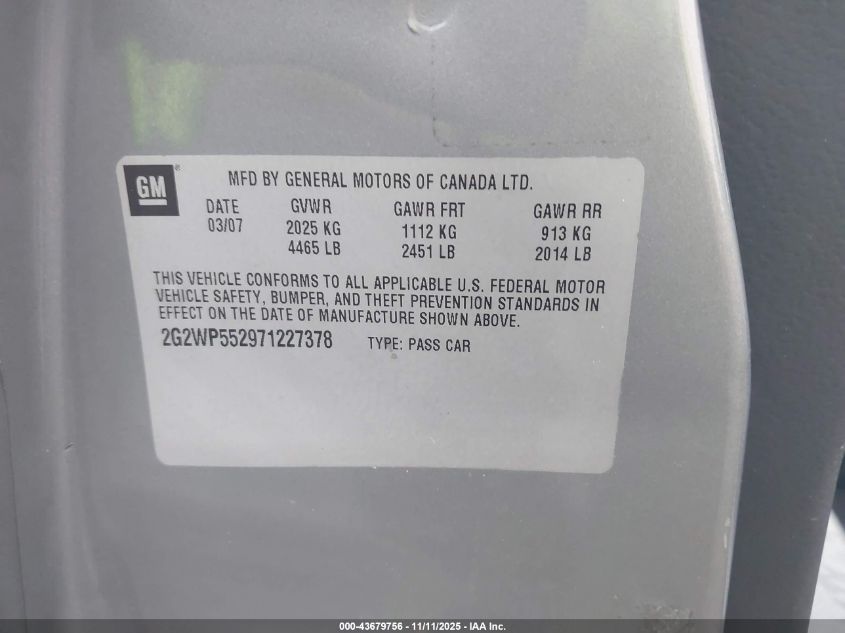 GM
MFD BY GENERAL MOTORS OF CANADA LTD.
DATE GVWR GAWR FRT GAWR RR
03/07 2025 KG 1112 KG 913 KG
4465 LB 2451 LB 2014 LB
THIS VEHICLE CONFORMS TO ALL APPLICABLE U.S. FEDERAL MOTOR
VEHICLE SAFETY, BUMPER, AND THEFT PREVENTION STANDARDS IN
EFFECT ON THE DATE OF MANUFACTURE SHOWN ABOVE.
2G2WP552971227378 TYPE: PASS CAR
000-43679756 - 11/11/2025 - IAA Inc.